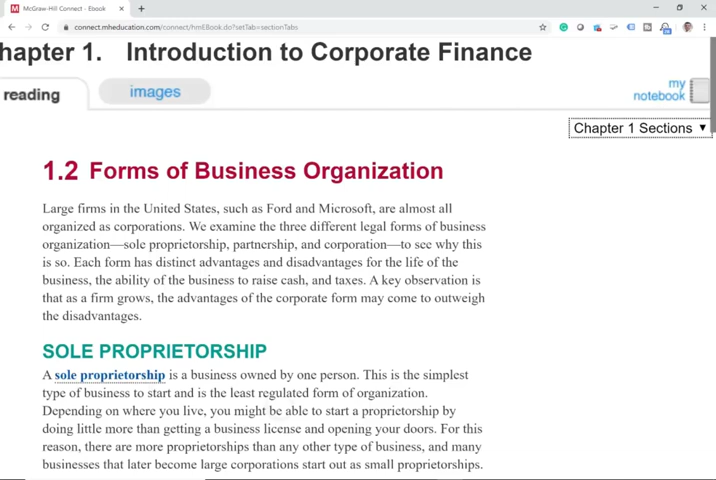 McGraw-Hill Connect - Ebook
connect.mheducation.com/connect/hmEBook.do?setTab=sectionTabs
hapter 1. Introduction to Corporate Finance
reading
images
my
notebook
Chapter 1 Sections
1.2 Forms of Business Organization
Large firms in the United States, such as Ford and Microsoft, are almost all
organized as corporations. We examine the three different legal forms of business
organization—sole proprietorship, partnership, and corporation—to see why this
is so. Each form has distinct advantages and disadvantages for the life of the
business, the ability of the business to raise cash, and taxes. A key observation is
that as a firm grows, the advantages of the corporate form may come to outweigh
the disadvantages.
SOLE PROPRIETORSHIP
A sole proprietorship is a business owned by one person. This is the simplest
type of business to start and is the least regulated form of organization.
Depending on where you live, you might be able to start a proprietorship by
doing little more than getting a business license and opening your doors. For this
reason, there are more proprietorships than any other type of business, and many
businesses that later become large corporations start out as small proprietorships.